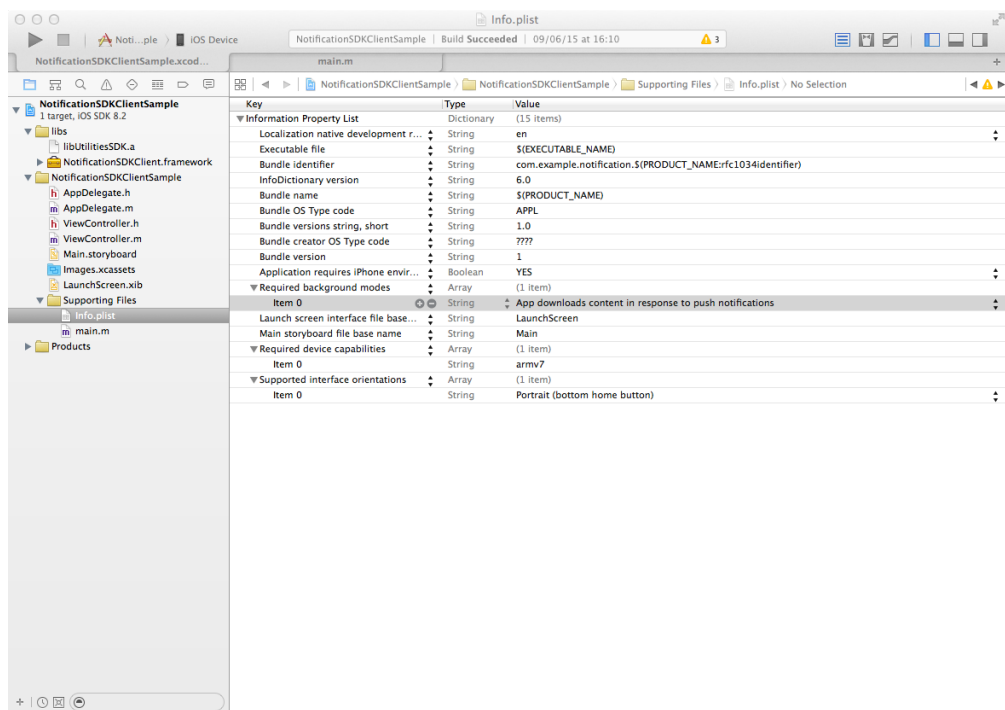 Info.plist
Noti...ple 〉 iOS Device
NotificationSDKClientSample | Build Succeeded | 09/06/15 at 16:10
3
NotificationSDKClientSample.xcod...
main.m
NotificationSDKClientSample 〉 NotificationSDKClientSample 〉 Supporting Files 〉 Info.plist 〉 No Selection
NotificationSDKClientSample
1 target, iOS SDK 8.2
libs
libUtilitiesSDK.a
NotificationSDKClient.framework
NotificationSDKClientSample
h AppDelegate.h
m AppDelegate.m
h ViewController.h
m ViewController.m
Main.storyboard
Images.xcassets
LaunchScreen.xib
Supporting Files
Info.plist
m main.m
Products
Key Type Value
Information Property List Dictionary (15 items)
Localization native development r... String en
Executable file String $(EXECUTABLE_NAME)
Bundle identifier String com.example.notification.$(PRODUCT_NAME:rfc1034identifier)
InfoDictionary version String 6.0
Bundle name String $(PRODUCT_NAME)
Bundle OS Type code String APPL
Bundle versions string, short String 1.0
Bundle creator OS Type code String ????
Bundle version String 1
Application requires iPhone envir... Boolean YES
Required background modes Array (1 item)
Item 0 String App downloads content in response to push notifications
Launch screen interface file base... String LaunchScreen
Main storyboard file base name String Main
Required device capabilities Array (1 item)
Item 0 String armv7
Supported interface orientations Array (1 item)
Item 0 String Portrait (bottom home button)